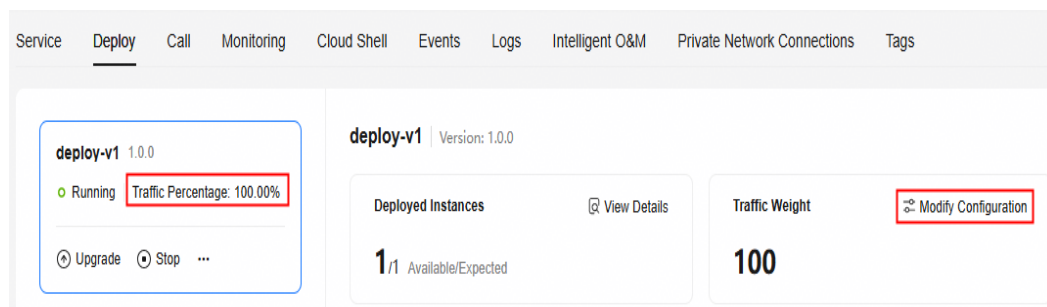 Service Deploy Call Monitoring Cloud Shell Events Logs Intelligent O&M Private Network Connections Tags
deploy-v1 1.0.0
Running Traffic Percentage: 100.00%
Upgrade Stop ···
deploy-v1 Version: 1.0.0
Deployed Instances View Details
1/1 Available/Expected
Traffic Weight Modify Configuration
100